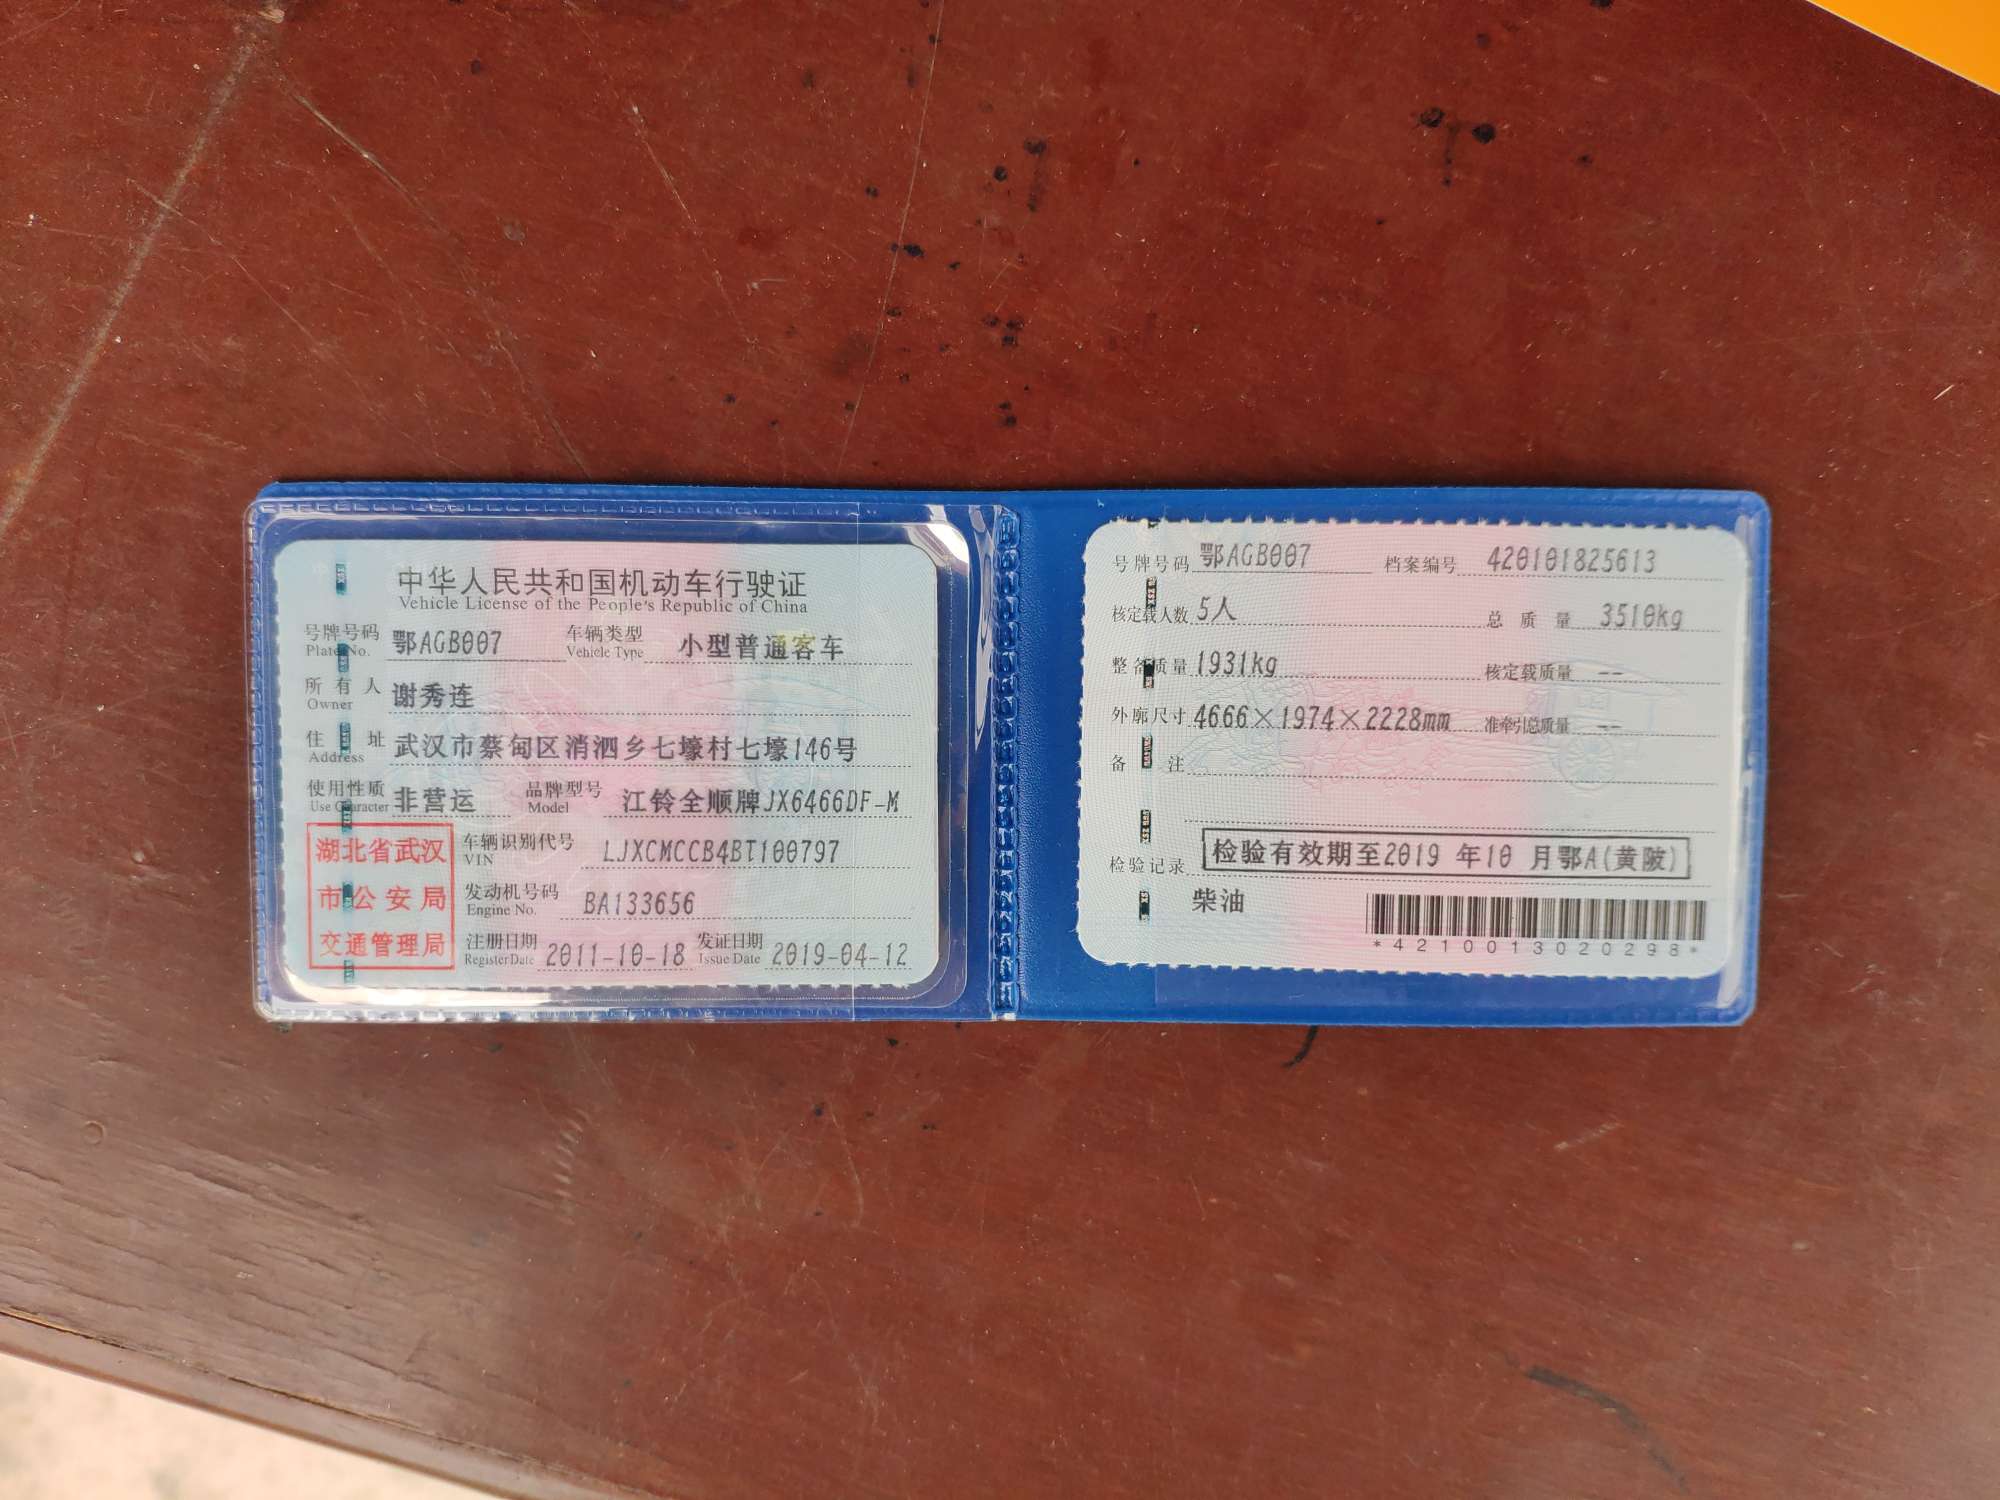 中华人民共和国机动车行驶证
Vehicle License of the People's Republic of China
号牌号码 鄂AGB007 车辆类型 小型普通客车
Plate No. Vehicle Type
所有人 谢秀连
Owner
住址 武汉市蔡甸区消泗乡七壕村七壕146号
Address
使用性质 非营运 品牌型号 江铃全顺牌JX6466DF-M
Use Character Model
湖北省武汉
市公安局
交通管理局
车辆识别代号 LJXCMCCB4BT100797
VIN
发动机号码 BA133656
Engine No.
注册日期 2011-10-18 发证日期 2019-04-12
Register Date Issue Date
号牌号码 鄂AGB007 档案编号 420101825613
核定载人数 5人 总质量 3510kg
整备质量 1931kg 核定载质量 --
外廓尺寸 4666×1974×2228mm 准牵引总质量 --
备注
检验记录 检验有效期至2019年10月鄂A(黄陂)
柴油
*4210013020298*